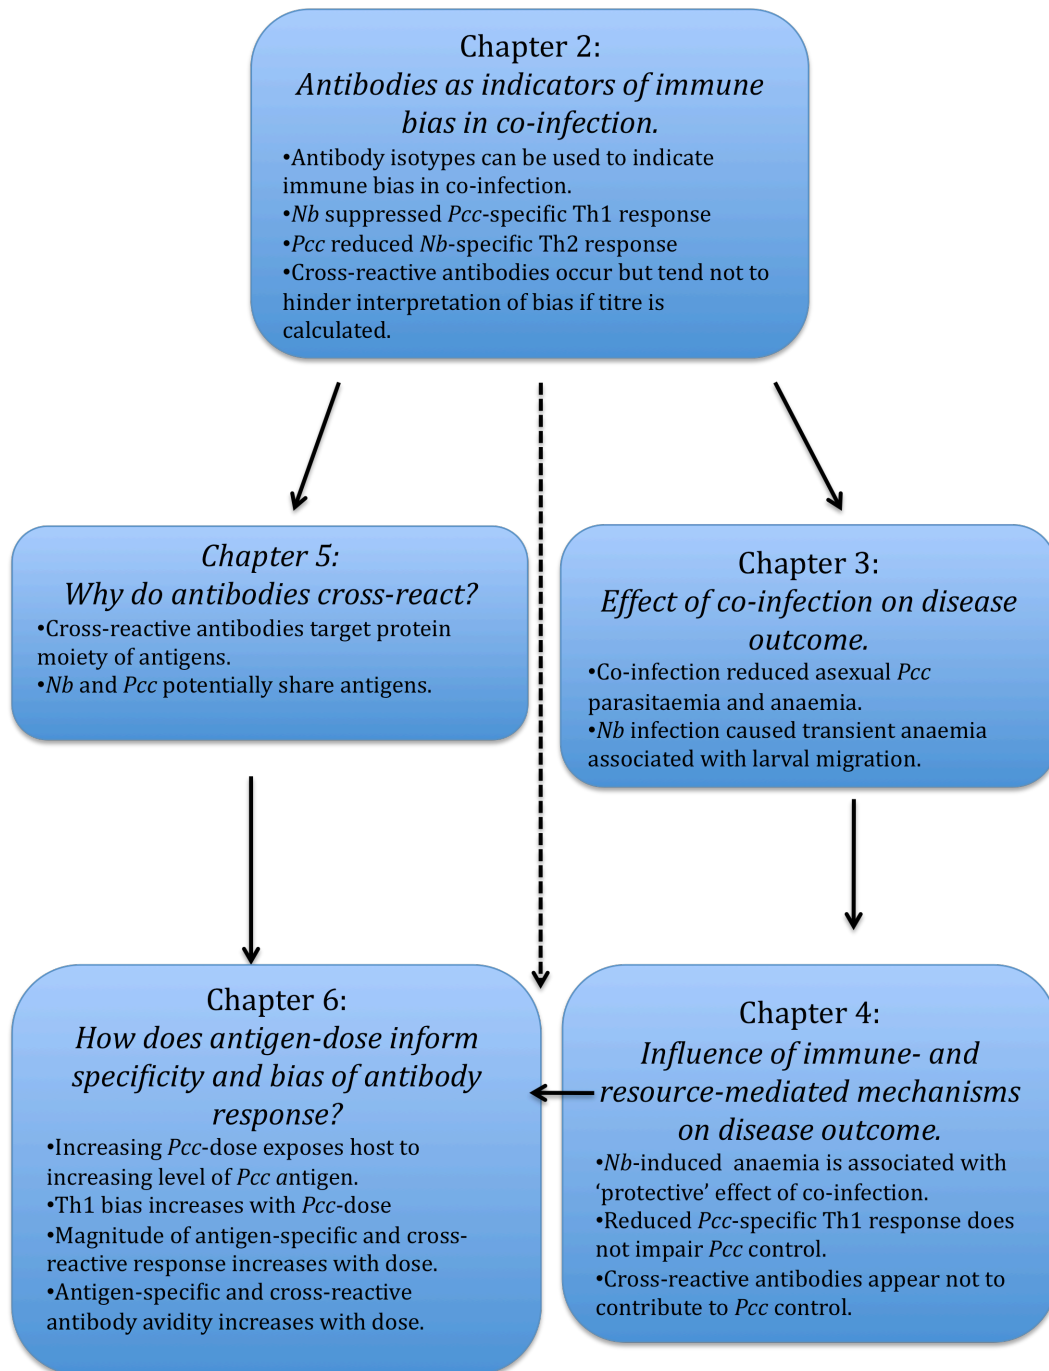 Chapter 2:
Antibodies as indicators of immune
bias in co-infection.
•Antibody isotypes can be used to indicate
immune bias in co-infection.
•Nb suppressed Pcc-specific Th1 response
•Pcc reduced Nb-specific Th2 response
•Cross-reactive antibodies occur but tend not to
hinder interpretation of bias if titre is
calculated.
Chapter 5:
Why do antibodies cross-react?
•Cross-reactive antibodies target protein
moiety of antigens.
•Nb and Pcc potentially share antigens.
Chapter 3:
Effect of co-infection on disease
outcome.
•Co-infection reduced asexual Pcc
parasitaemia and anaemia.
•Nb infection caused transient anaemia
associated with larval migration.
Chapter 6:
How does antigen-dose inform
specificity and bias of antibody
response?
•Increasing Pcc-dose exposes host to
increasing level of Pcc antigen.
•Th1 bias increases with Pcc-dose
•Magnitude of antigen-specific and cross-
reactive response increases with dose.
•Antigen-specific and cross-reactive
antibody avidity increases with dose.
Chapter 4:
Influence of immune- and
resource-mediated mechanisms
on disease outcome.
•Nb-induced  anaemia is associated with
‘protective’ effect of co-infection.
•Reduced Pcc-specific Th1 response does
not impair Pcc control.
•Cross-reactive antibodies appear not to
contribute to Pcc control.